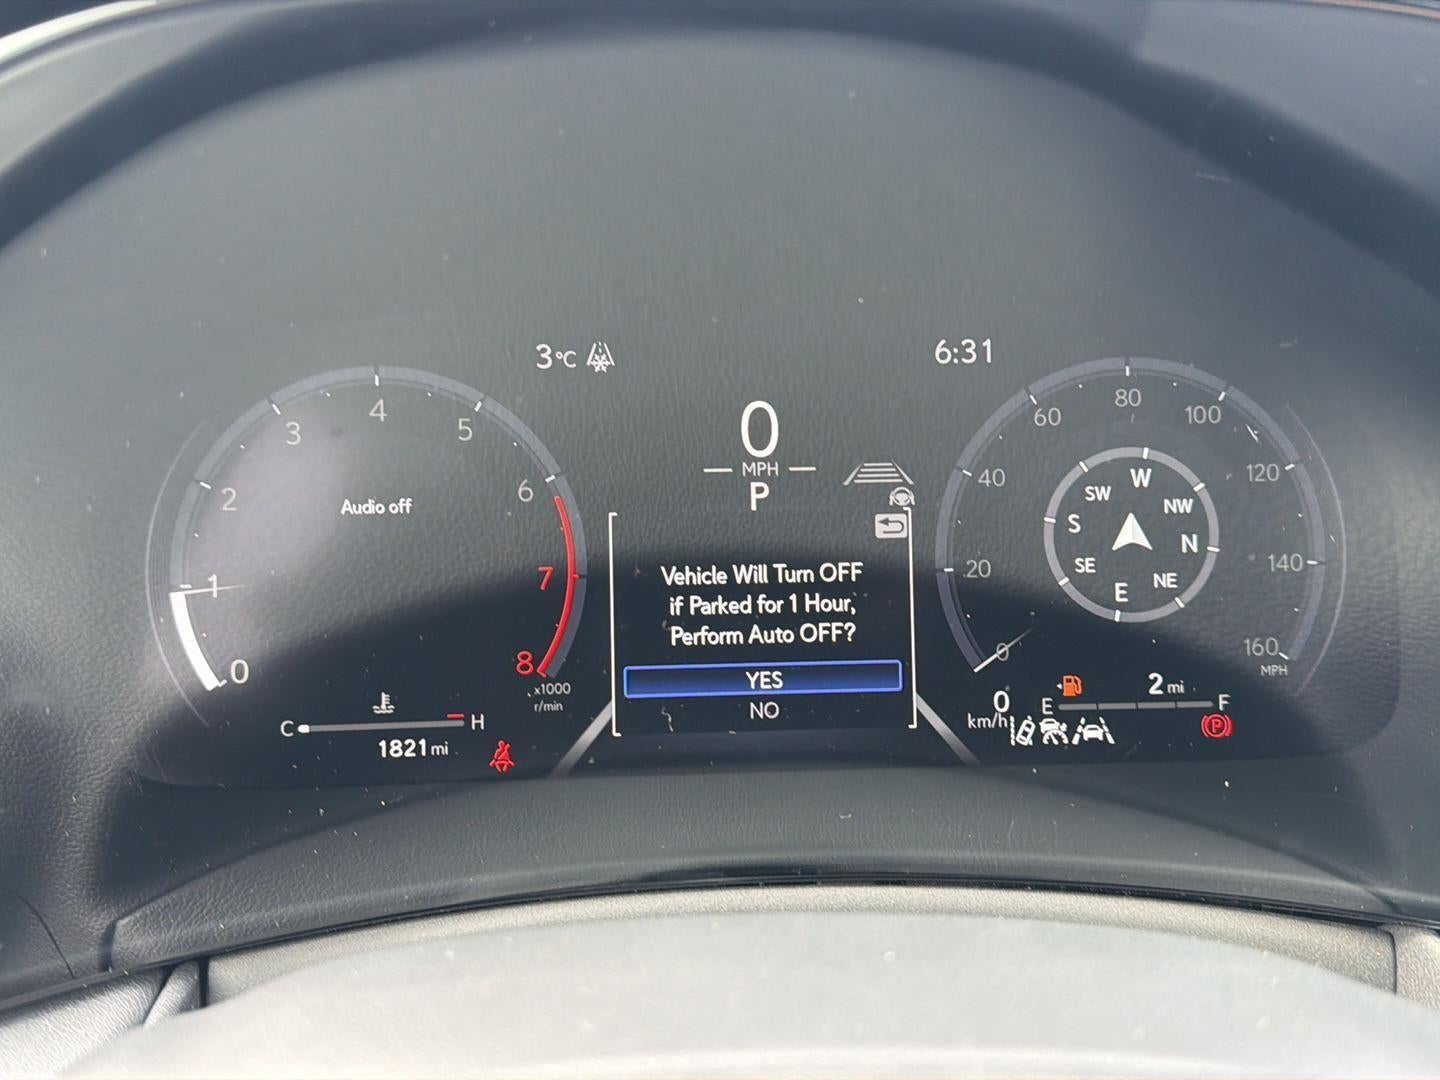 3°C
6:31
0
MPH
P
0
1
2
3
4
5
6
7
8
x1000
r/min
Audio off
C
H
1821 mi
Vehicle Will Turn OFF
if Parked for 1 Hour,
Perform Auto OFF?
YES
NO
0
20
40
60
80
100
120
140
160
MPH
W
NW
N
NE
E
SE
S
SW
2 mi
E
F
0
km/h
P